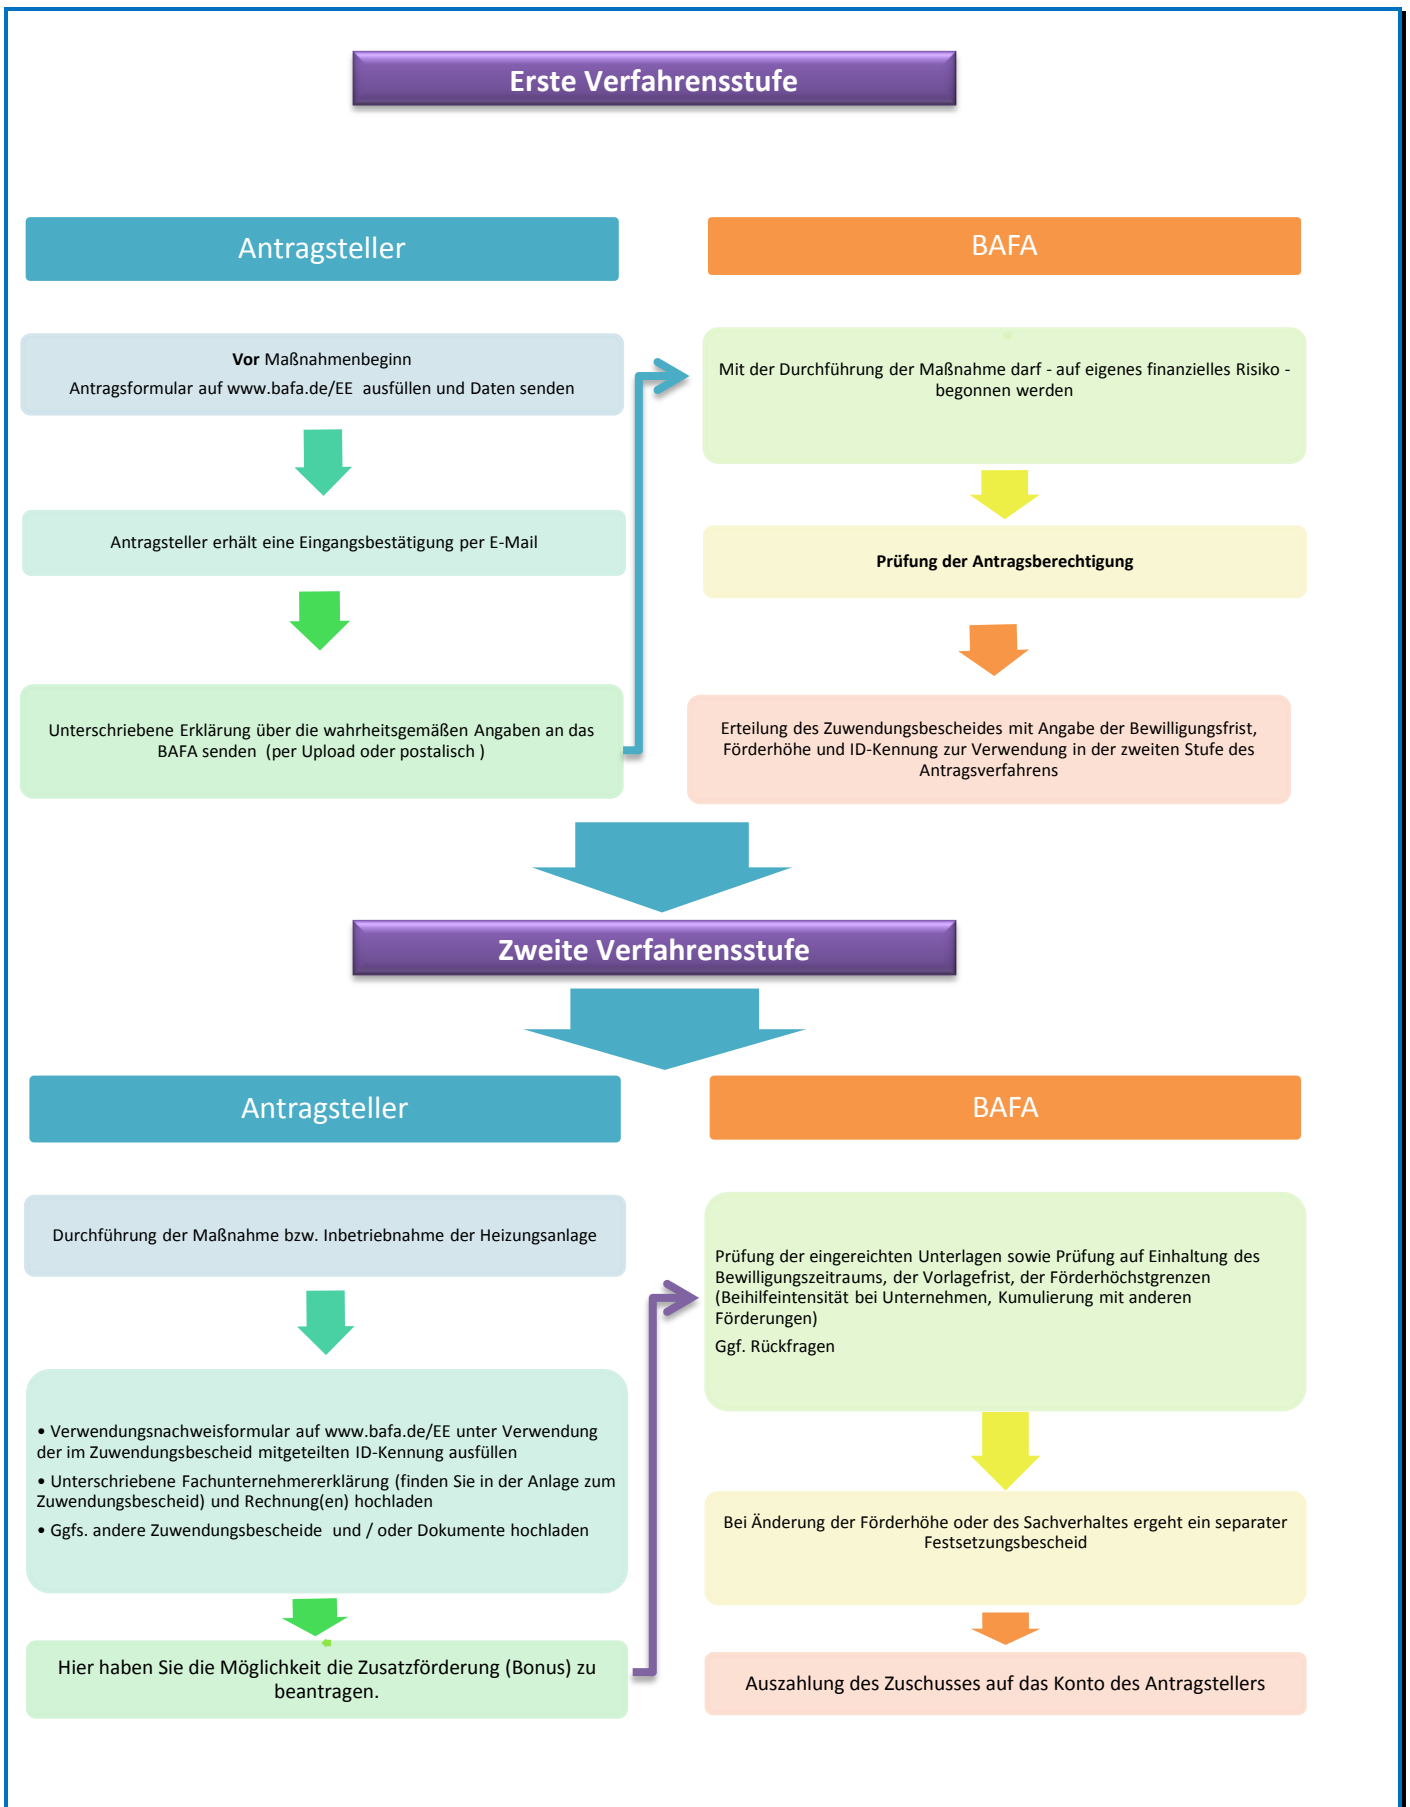 Erste Verfahrensstufe
Antragsteller
Vor Maßnahmenbeginn
Antragsformular auf www.bafa.de/EE ausfüllen und Daten senden
Antragsteller erhält eine Eingangsbestätigung per E-Mail
Unterschriebene Erklärung über die wahrheitsgemäßen Angaben an das
BAFA senden (per Upload oder postalisch )
BAFA
Mit der Durchführung der Maßnahme darf - auf eigenes finanzielles Risiko -
begonnen werden
Prüfung der Antragsberechtigung
Erteilung des Zuwendungsbescheides mit Angabe der Bewilligungsfrist,
Förderhöhe und ID-Kennung zur Verwendung in der zweiten Stufe des
Antragsverfahrens
Zweite Verfahrensstufe
Antragsteller
Durchführung der Maßnahme bzw. Inbetriebnahme der Heizungsanlage
• Verwendungsnachweisformular auf www.bafa.de/EE unter Verwendung
der im Zuwendungsbescheid mitgeteilten ID-Kennung ausfüllen
• Unterschriebene Fachunternehmererklärung (finden Sie in der Anlage zum
Zuwendungsbescheid) und Rechnung(en) hochladen
• Ggfs. andere Zuwendungsbescheide und / oder Dokumente hochladen
Hier haben Sie die Möglichkeit die Zusatzförderung (Bonus) zu
beantragen.
BAFA
Prüfung der eingereichten Unterlagen sowie Prüfung auf Einhaltung des
Bewilligungszeitraums, der Vorlagefrist, der Förderhöchstgrenzen
(Beihilfeintensität bei Unternehmen, Kumulierung mit anderen
Förderungen)
Ggf. Rückfragen
Bei Änderung der Förderhöhe oder des Sachverhaltes ergeht ein separater
Festsetzungsbescheid
Auszahlung des Zuschusses auf das Konto des Antragstellers